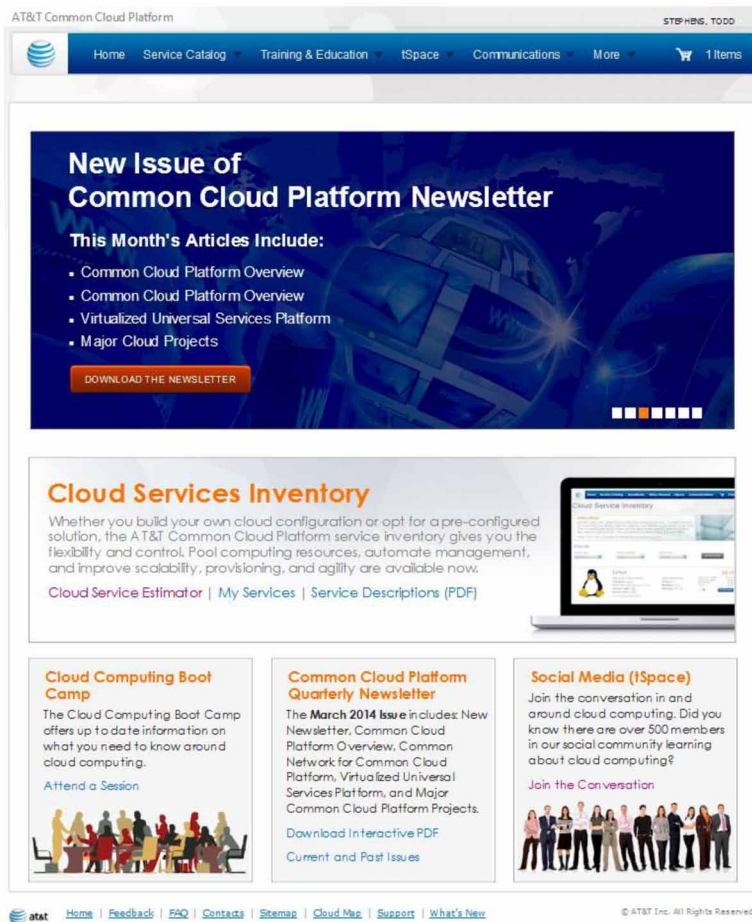 AT&T Common Cloud Platform
STEPHENS, TODD
Home Service Catalog Training & Education tSpace Communications More 1 Items
New Issue of
Common Cloud Platform Newsletter
This Month's Articles Include:
Common Cloud Platform Overview
Common Cloud Platform Overview
Virtualized Universal Services Platform
Major Cloud Projects
DOWNLOAD THE NEWSLETTER
Cloud Services Inventory
Whether you build your own cloud configuration or opt for a pre-configured
solution, the AT&T Common Cloud Platform service inventory gives you the
flexibility and control. Pool computing resources, automate management,
and improve scalability, provisioning, and agility are available now.
Cloud Service Estimator | My Services | Service Descriptions (PDF)
Cloud Service Inventory
Cloud Computing Boot
Camp
The Cloud Computing Boot Camp
offers up to date information on
what you need to know around
cloud computing.
Attend a Session
Common Cloud Platform
Quarterly Newsletter
The March 2014 Issue includes: New
Newsletter, Common Cloud
Platform Overview, Common
Network for Common Cloud
Platform, Virtualized Universal
Services Platform, and Major
Common Cloud Platform Projects.
Download Interactive PDF
Current and Past Issues
Social Media (tSpace)
Join the conversation in and
around cloud computing. Did you
know there are over 500 members
in our social community learning
about cloud computing?
Join the Conversation
at&t Home | Feedback | FAQ | Contacts | Sitemap | Cloud Map | Support | What's New
© AT&T Inc. All Rights Reserved